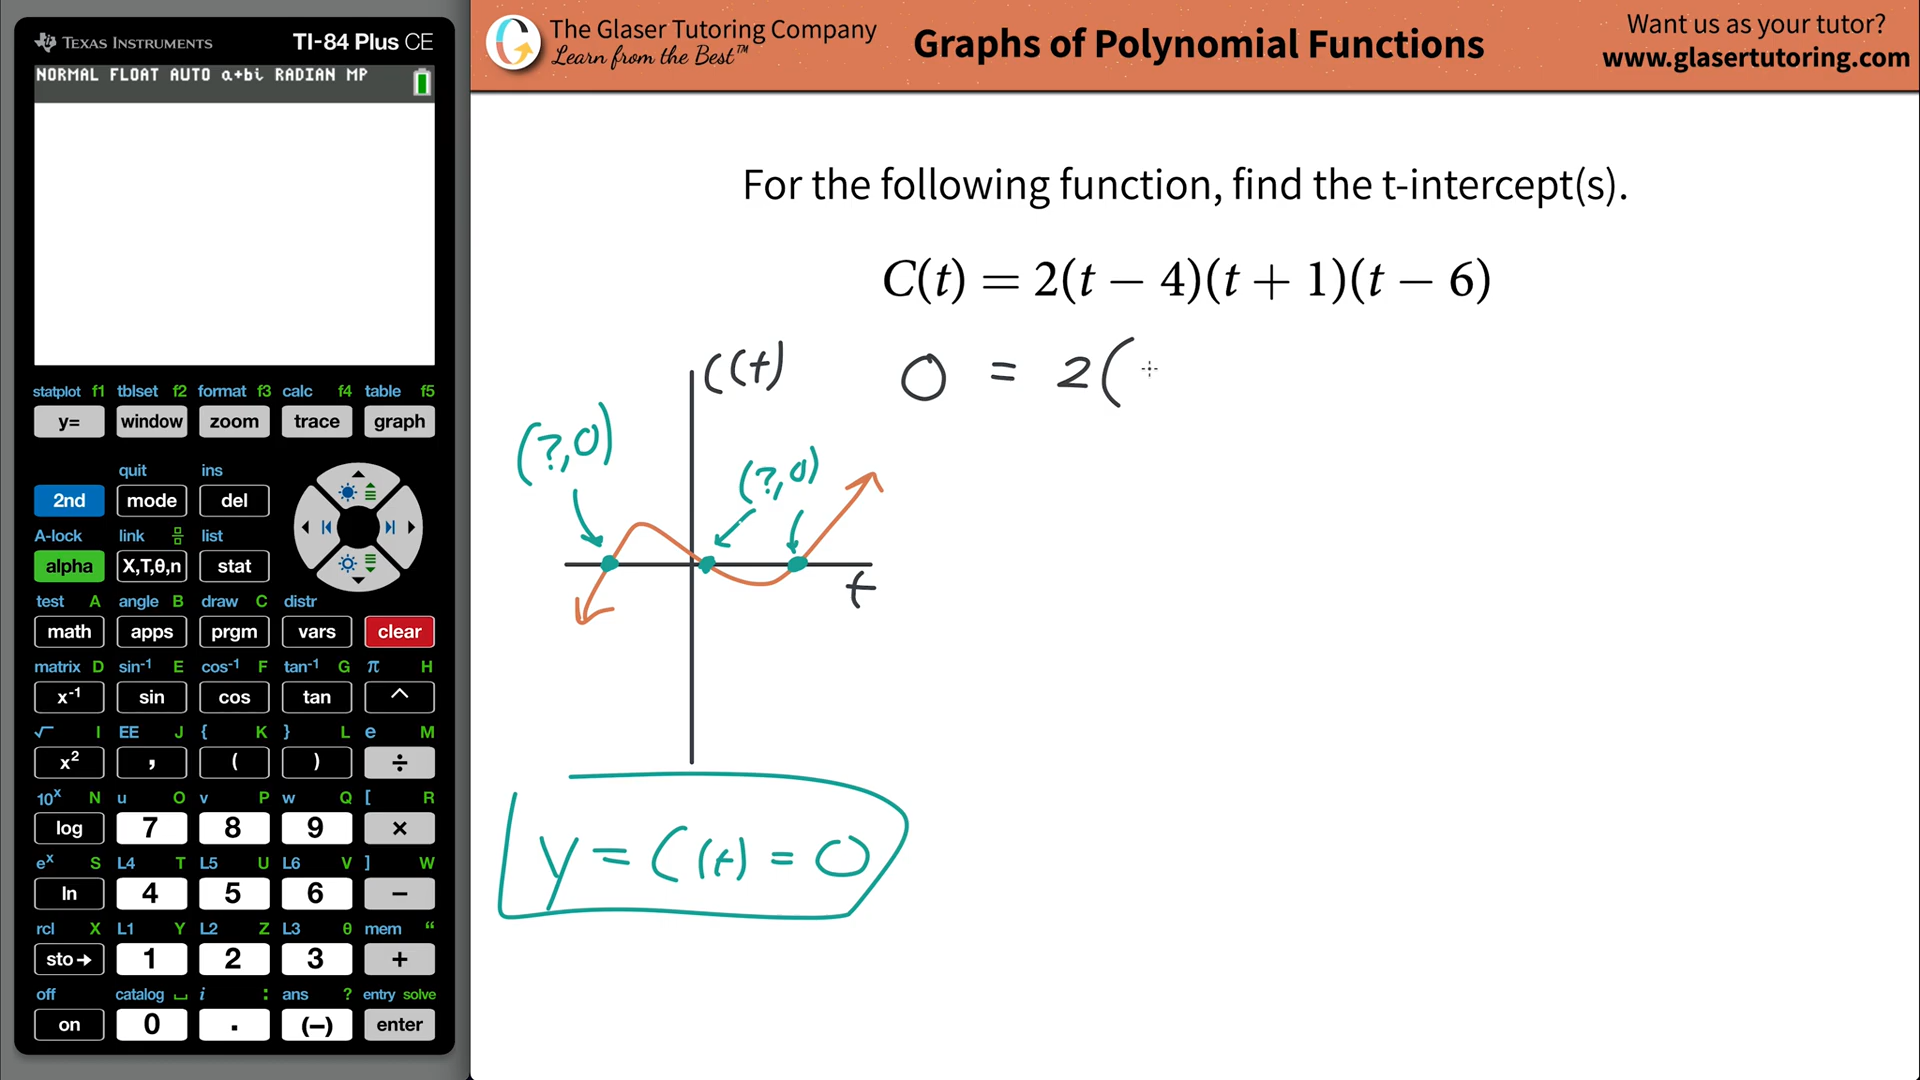 TEXAS INSTRUMENTS TI-84 Plus CE
NORMAL FLOAT AUTO a+bi RADIAN MP
statplot f1 tblset f2 format f3 calc f4 table f5
y= window zoom trace graph
quit ins
2nd mode del
A-lock link list
alpha X,T,θ,n stat
test A angle B draw C distr
math apps prgm vars clear
matrix D sin⁻¹ E cos⁻¹ F tan⁻¹ G π H
x⁻¹ sin cos tan ^
√ I EE J { K } L e M
x² , ( ) ÷
10ˣ N u O v P w Q [ R
log 7 8 9 ×
eˣ S L4 T L5 U L6 V ] W
ln 4 5 6 −
rcl X L1 Y L2 Z L3 θ mem “
sto→ 1 2 3 +
off catalog ⎵ i : ans ? entry solve
on 0 . (−) enter
The Glaser Tutoring Company
Learn from the Best™
Graphs of Polynomial Functions
Want us as your tutor?
www.glasertutoring.com
For the following function, find the t-intercept(s).
C(t) = 2(t − 4)(t + 1)(t − 6)
0 = 2(
C(t)
(?,0)
(?,0)
t
y = C(t) = 0